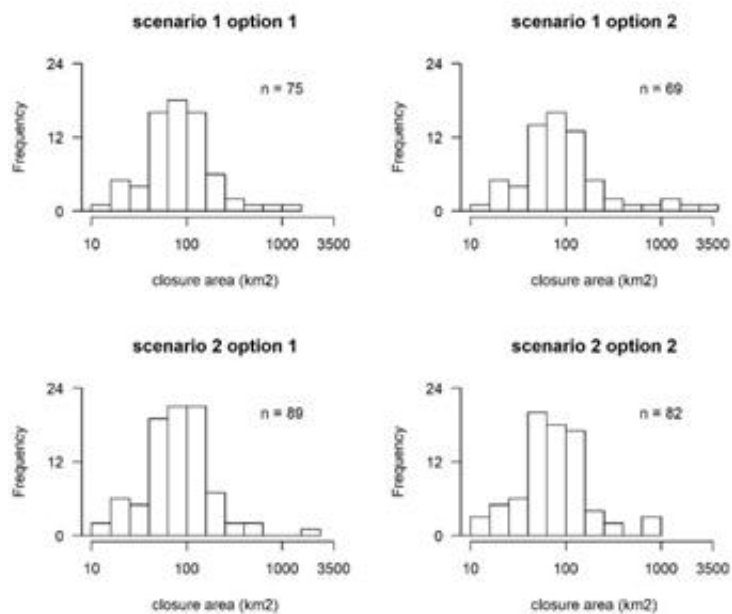 scenario 1 option 1
24
12
0
Frequency
n = 75
10 100 1000 3500
closure area (km2)
scenario 1 option 2
24
12
0
Frequency
n = 69
10 100 1000 3500
closure area (km2)
scenario 2 option 1
24
12
0
Frequency
n = 89
10 100 1000 3500
closure area (km2)
scenario 2 option 2
24
12
0
Frequency
n = 82
10 100 1000 3500
closure area (km2)